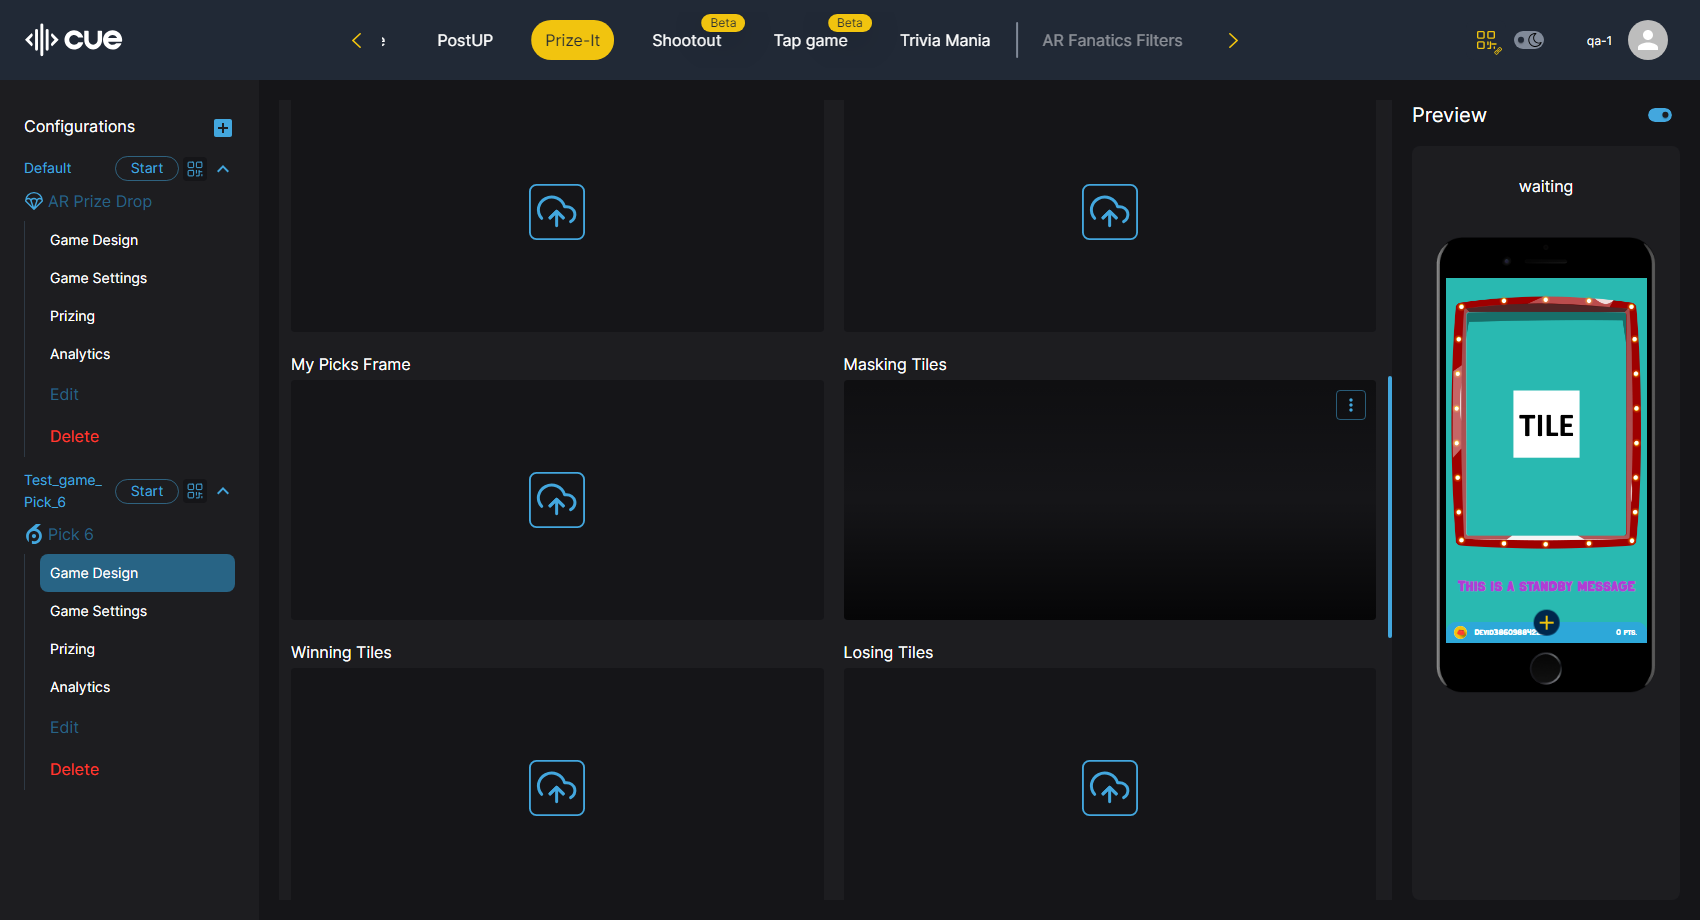 cue
PostUP
Prize-It
Shootout
Beta
Tap game
Beta
Trivia Mania
AR Fanatics Filters
qa-1
Configurations
Default
Start
AR Prize Drop
Game Design
Game Settings
Prizing
Analytics
Edit
Delete
Test_game_
Pick_6
Start
Pick 6
Game Design
Game Settings
Prizing
Analytics
Edit
Delete
My Picks Frame
Masking Tiles
Winning Tiles
Losing Tiles
Preview
waiting
TILE
THIS IS A STANDBY MESSAGE
0 PTS.